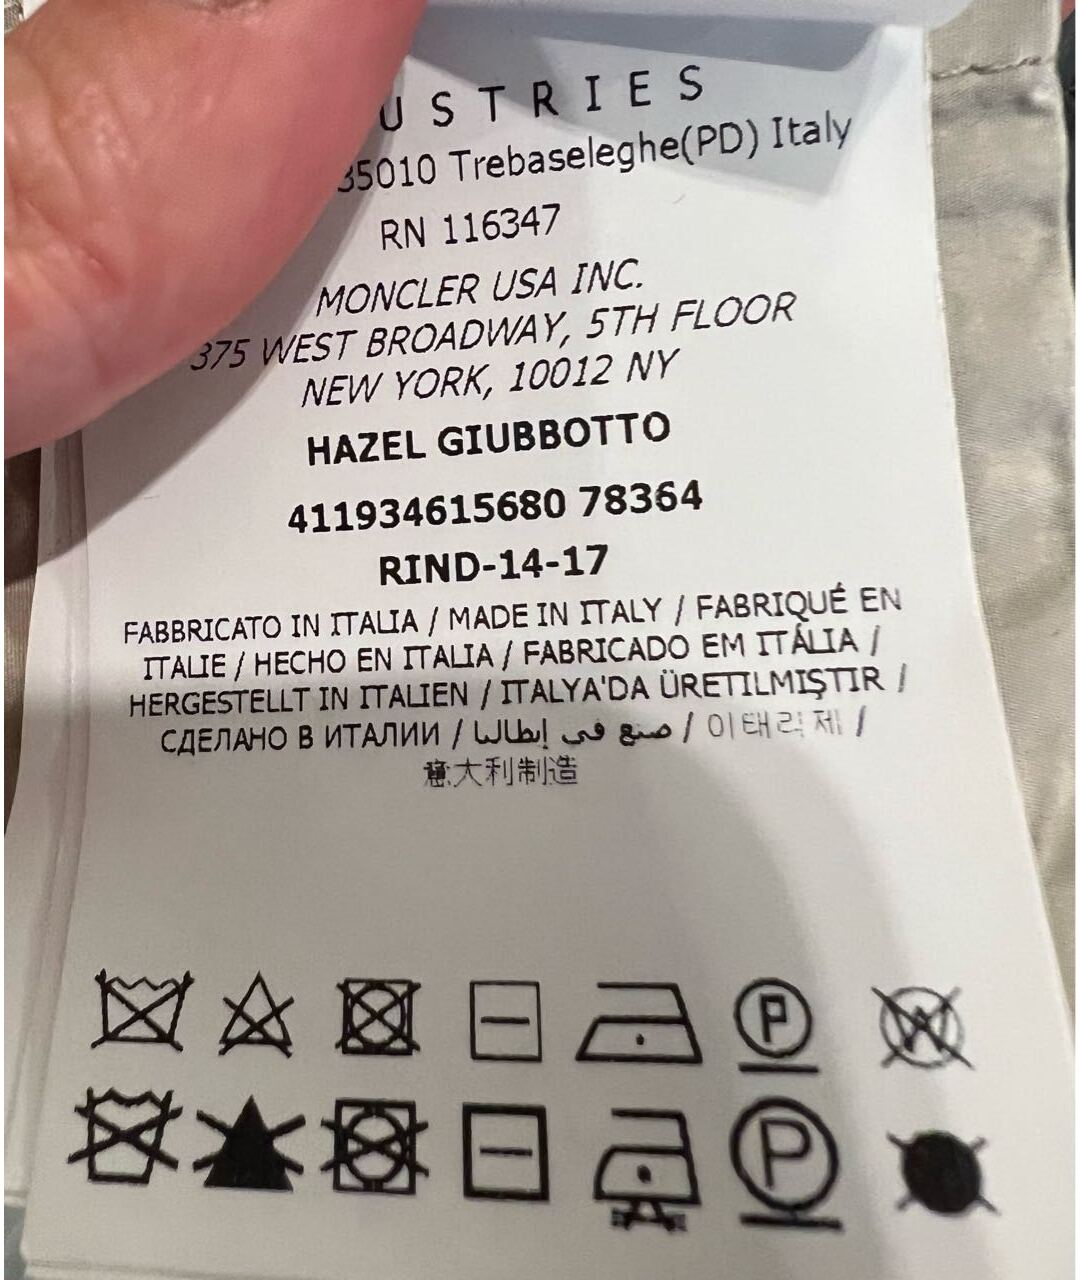 USTRIES
35010 Trebaseleghe(PD) Italy
RN 116347
MONCLER USA INC.
375 WEST BROADWAY, 5TH FLOOR
NEW YORK, 10012 NY
HAZEL GIUBBOTTO
411934615680 78364
RIND-14-17
FABBRICATO IN ITALIA / MADE IN ITALY / FABRIQUÉ EN
ITALIE / HECHO EN ITALIA / FABRICADO EM ITÁLIA /
HERGESTELLT IN ITALIEN / ITALYA'DA ÜRETILMIŞTIR /
СДЕЛАНО В ИТАЛИИ / صنع في إيطاليا / 이태리제 /
意大利制造
P W
P